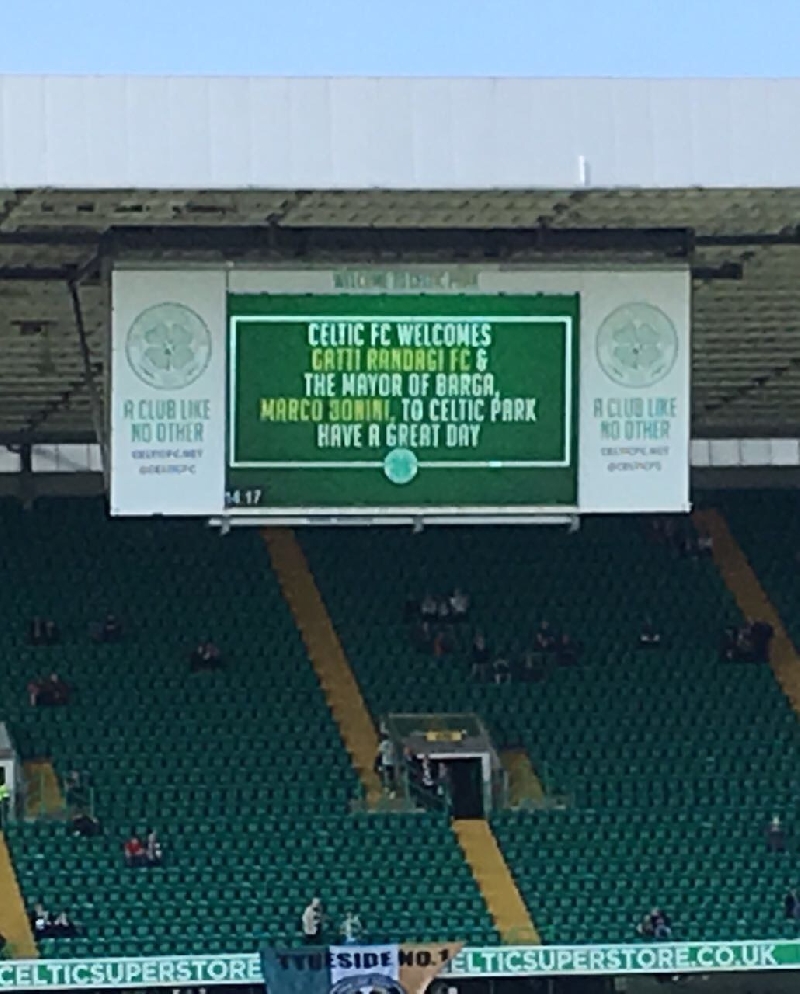 WELCOME TO CELTIC PARK
CELTIC FC WELCOMES
GATTI RANDAGI FC &
THE MAYOR OF BARGA,
MARCO BONINI, TO CELTIC PARK
HAVE A GREAT DAY
14:17
A CLUB LIKE
NO OTHER
CELTICFC.NET
@CELTICFC
A CLUB LIKE
NO OTHER
CELTICFC.NET
@CELTICFC
CELTICSUPERSTORE
TYNESIDE NO.1
ELTICSUPERSTORE.CO.UK